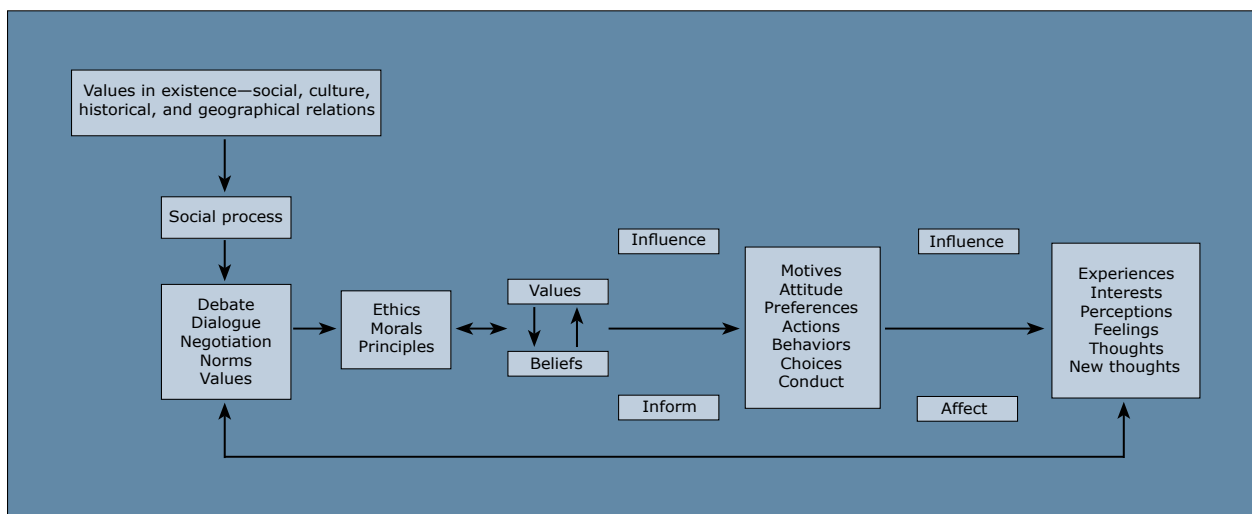 Values in existence—social, culture,
historical, and geographical relations
Social process
Debate
Dialogue
Negotiation
Norms
Values
Ethics
Morals
Principles
Values
Beliefs
Influence
Inform
Motives
Attitude
Preferences
Actions
Behaviors
Choices
Conduct
Influence
Affect
Experiences
Interests
Perceptions
Feelings
Thoughts
New thoughts